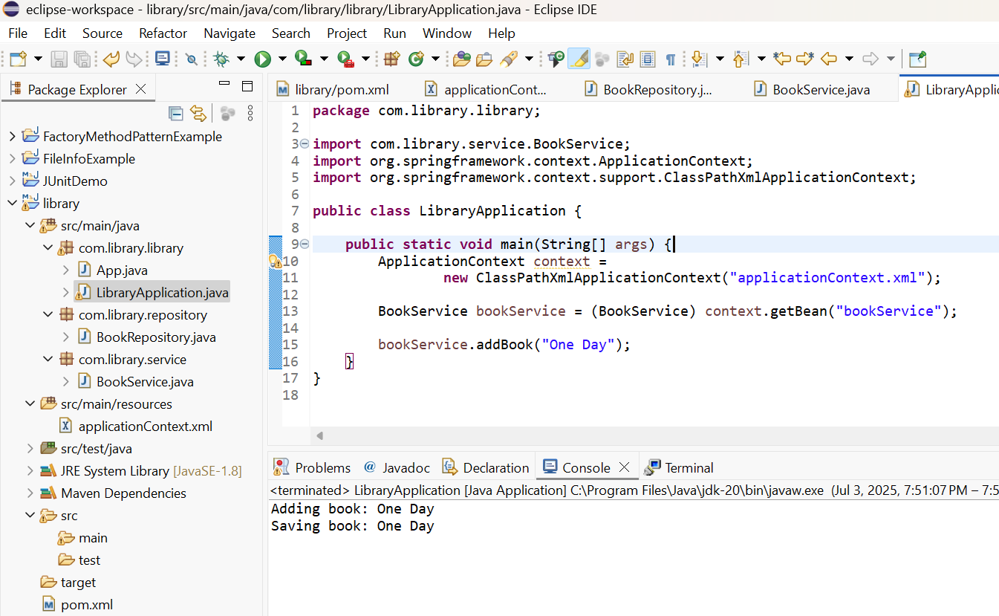 eclipse-workspace - library/src/main/java/com/library/library/LibraryApplication.java - Eclipse IDE
File Edit Source Refactor Navigate Search Project Run Window Help
Package Explorer
FactoryMethodPatternExample
FileInfoExample
JUnitDemo
library
src/main/java
com.library.library
App.java
LibraryApplication.java
com.library.repository
BookRepository.java
com.library.service
BookService.java
src/main/resources
applicationContext.xml
src/test/java
JRE System Library [JavaSE-1.8]
Maven Dependencies
src
main
test
target
pom.xml
library/pom.xml applicationCont... BookRepository.j... BookService.java LibraryApplic
1 package com.library.library;
2
3 import com.library.service.BookService;
4 import org.springframework.context.ApplicationContext;
5 import org.springframework.context.support.ClassPathXmlApplicationContext;
6
7 public class LibraryApplication {
8
9 public static void main(String[] args) {
10 ApplicationContext context =
11 new ClassPathXmlApplicationContext("applicationContext.xml");
12
13 BookService bookService = (BookService) context.getBean("bookService");
14
15 bookService.addBook("One Day");
16 }
17 }
18
Problems Javadoc Declaration Console Terminal
<terminated> LibraryApplication [Java Application] C:\Program Files\Java\jdk-20\bin\javaw.exe (Jul 3, 2025, 7:51:07 PM – 7:5
Adding book: One Day
Saving book: One Day